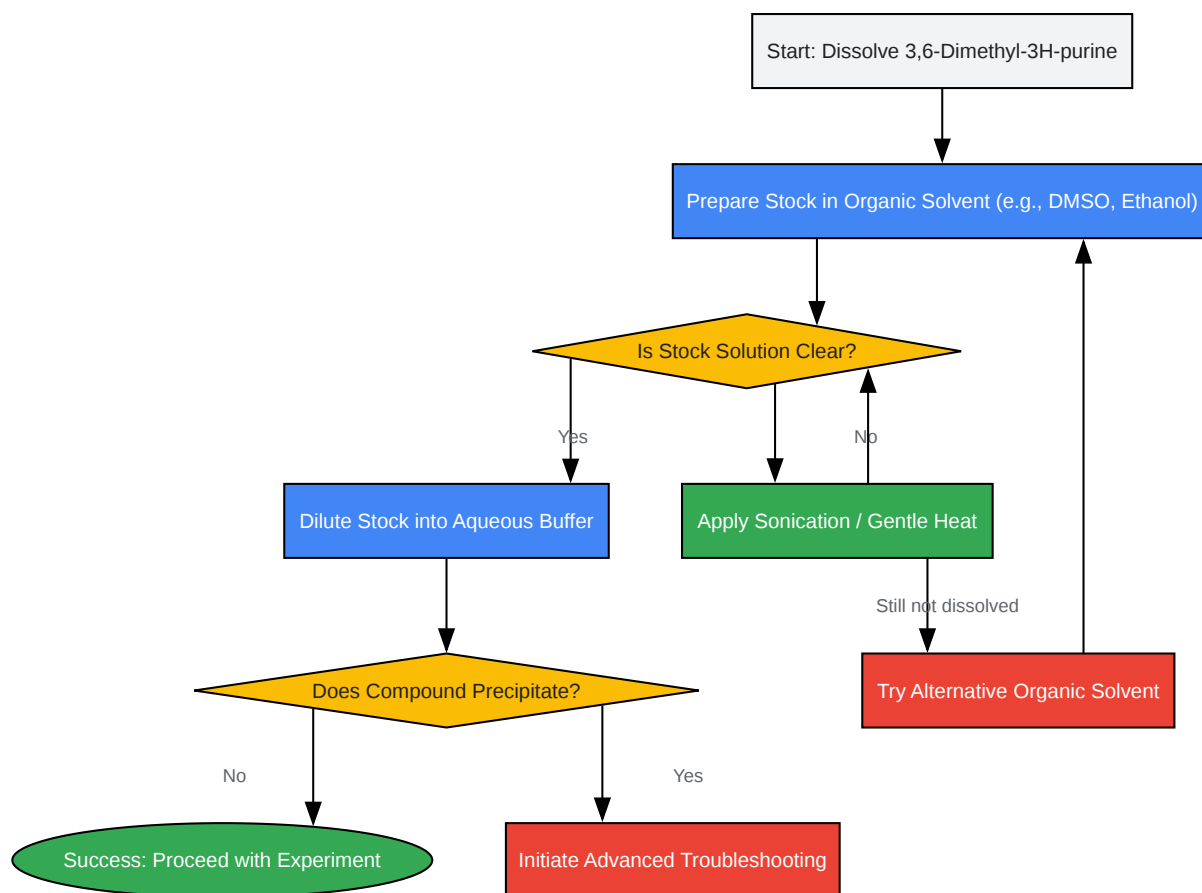 Start: Dissolve 3,6-Dimethyl-3H-purine
Prepare Stock in Organic Solvent (e.g., DMSO, Ethanol)
Is Stock Solution Clear?
Yes
No
Dilute Stock into Aqueous Buffer
Apply Sonication / Gentle Heat
Still not dissolved
Does Compound Precipitate?
Try Alternative Organic Solvent
No
Yes
Success: Proceed with Experiment
Initiate Advanced Troubleshooting